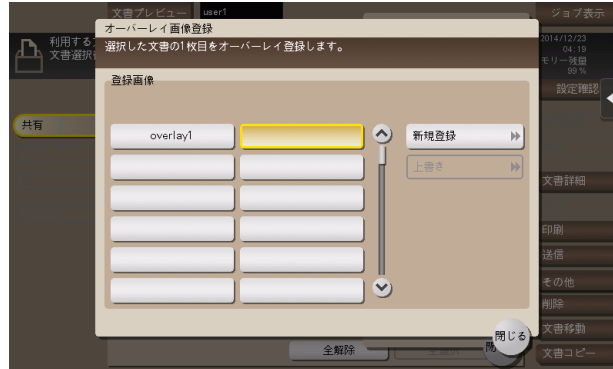 文書プレビュー user1 ジョブ表示
オーバーレイ画像登録
選択した文書の1枚目をオーバーレイ登録します。
利用する
文書選択
2014/12/23
04:19
モリー残量
99 %
登録画像
設定確認
共有
overlay1
新規登録
上書き
文書詳細
印刷
送信
その他
削除
文書移動
文書コピー
閉じる
全解除